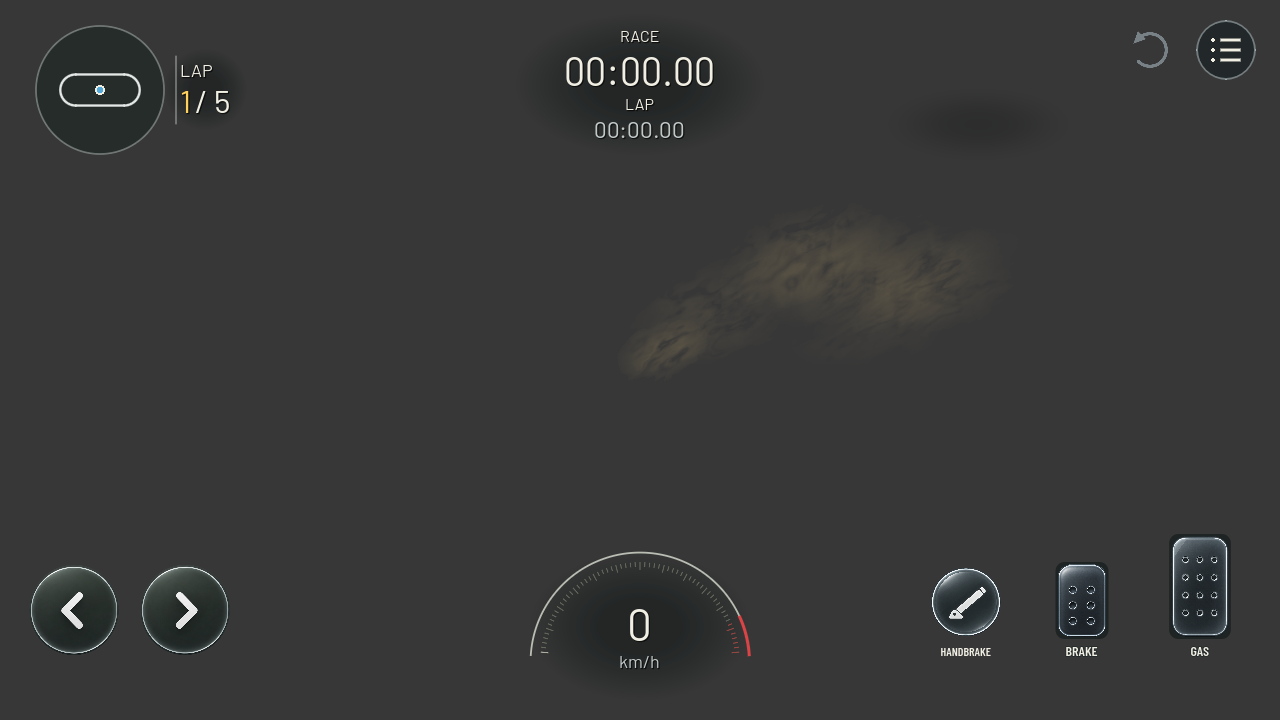 LAP
1/ 5
RACE
00:00.00
LAP
00:00.00
0
km/h
HANDBRAKE
BRAKE
GAS